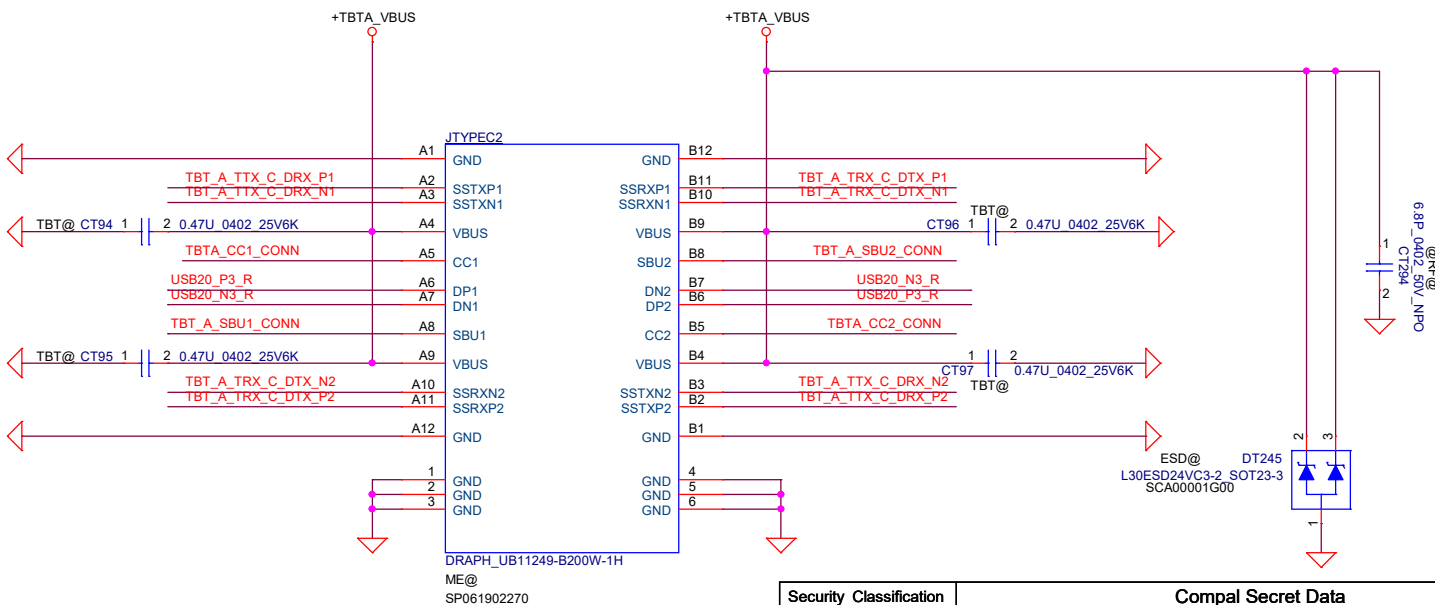 +TBTA_VBUS +TBTA_VBUS
JTYPEC2
A1 GND GND B12
TBT_A_TTX_C_DRX_P1 A2 SSTXP1 SSRXP1 B11 TBT_A_TRX_C_DTX_P1
TBT_A_TTX_C_DRX_N1 A3 SSTXN1 SSRXN1 B10 TBT_A_TRX_C_DTX_N1
TBT@ CT94 1 2 0.47U_0402_25V6K A4 VBUS VBUS B9 CT96 1 TBT@ 2 0.47U_0402_25V6K
TBTA_CC1_CONN A5 CC1 SBU2 B8 TBT_A_SBU2_CONN
USB20_P3_R A6 DP1 DN2 B7 USB20_N3_R
USB20_N3_R A7 DN1 DP2 B6 USB20_P3_R
TBT_A_SBU1_CONN A8 SBU1 CC2 B5 TBTA_CC2_CONN
TBT@ CT95 1 2 0.47U_0402_25V6K A9 VBUS VBUS B4 CT97 1 TBT@ 2 0.47U_0402_25V6K
TBT_A_TRX_C_DTX_N2 A10 SSRXN2 SSTXN2 B3 TBT_A_TTX_C_DRX_N2
TBT_A_TRX_C_DTX_P2 A11 SSRXP2 SSTXP2 B2 TBT_A_TTX_C_DRX_P2
A12 GND GND B1
1 GND GND 4
2 GND GND 5
3 GND GND 6
DRAPH_UB11249-B200W-1H
ME@
SP061902270
1
2
@RF@
CT294
6.8P_0402_50V_NPO
2 3
ESD@ DT245
L30ESD24VC3-2_SOT23-3
SCA00001G00
1
Security Classification Compal Secret Data